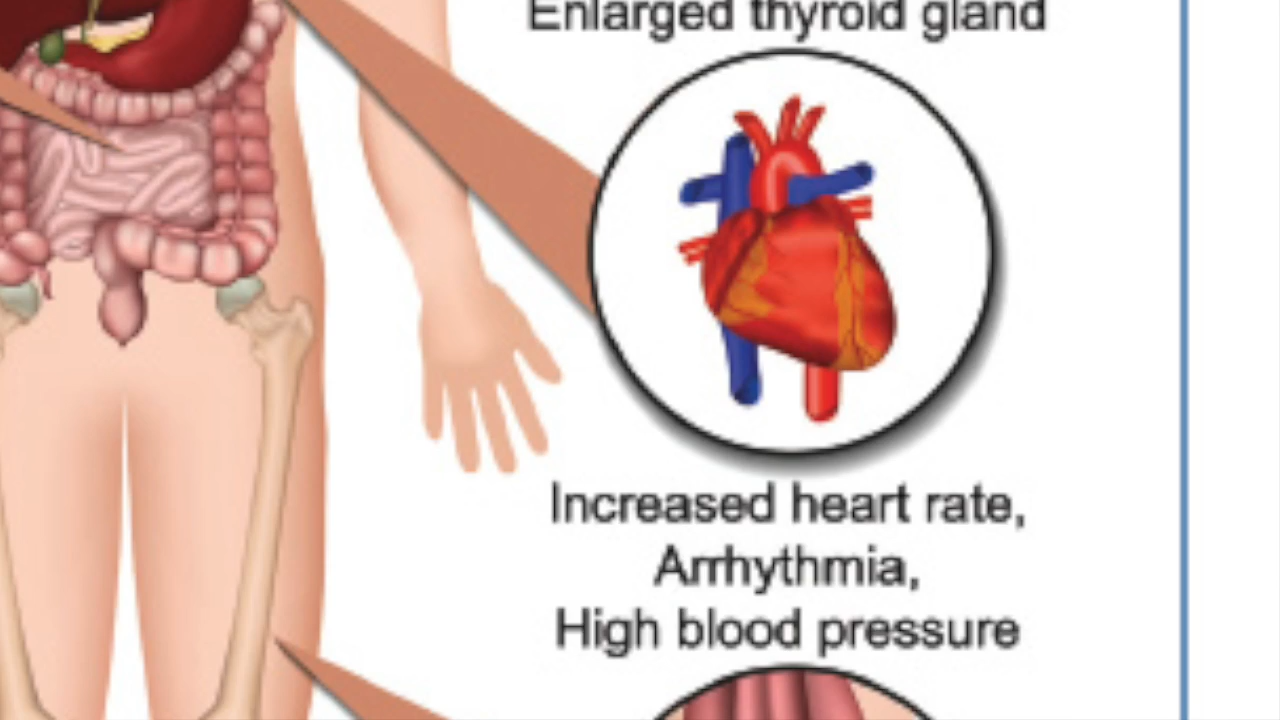 Enlarged thyroid gland
Increased heart rate,
Arrhythmia,
High blood pressure